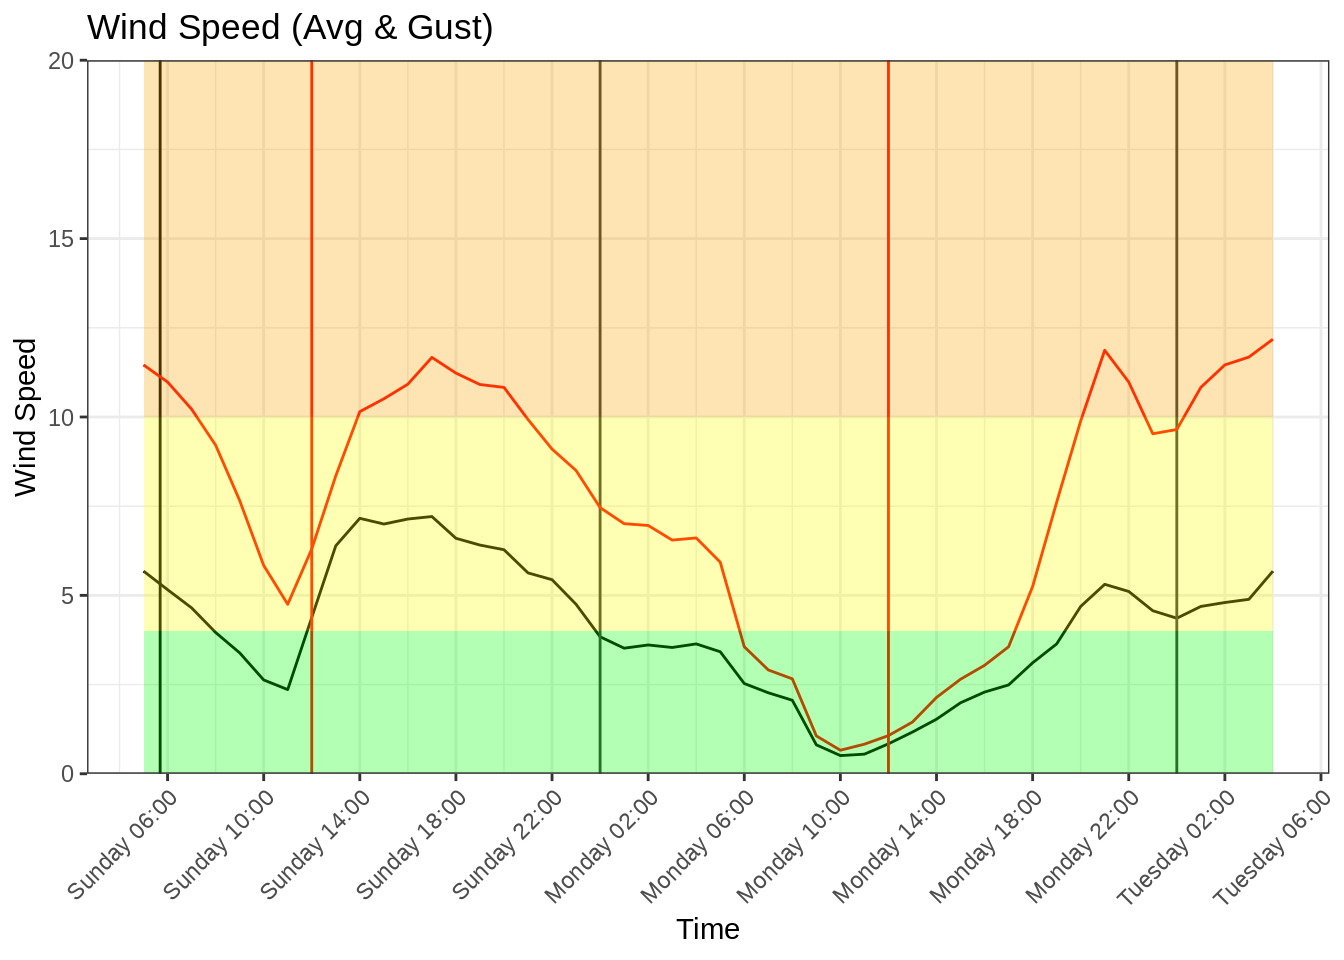 Wind Speed (Avg & Gust)
20
15
10
5
0
Wind Speed
Sunday 06:00
Sunday 10:00
Sunday 14:00
Sunday 18:00
Sunday 22:00
Monday 02:00
Monday 06:00
Monday 10:00
Monday 14:00
Monday 18:00
Monday 22:00
Tuesday 02:00
Tuesday 06:00
Time